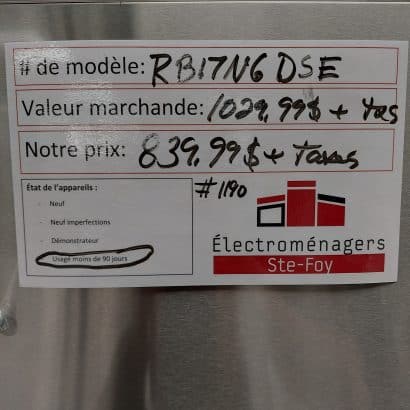 # de modèle: RB17N6DSE
Valeur marchande: 1029.99$ + tas
Notre prix: 839.99$ + Taxes
État de l'appareils :
- Neuf
- Neuf imperfections
- Démonstrateur
- Usagé moins de 90 jours
#1190
Électroménagers
Ste-Foy